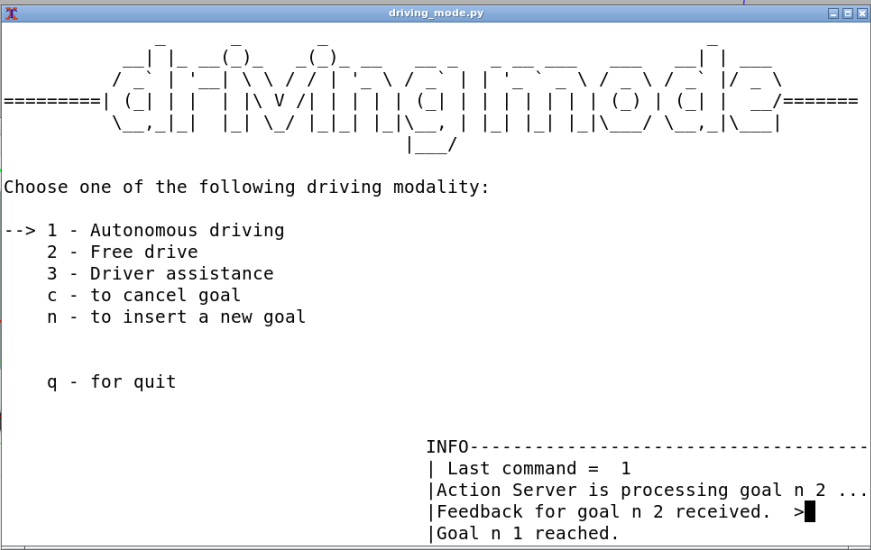 driving_mode.py
driving mode
Choose one of the following driving modality:
--> 1 - Autonomous driving
2 - Free drive
3 - Driver assistance
c - to cancel goal
n - to insert a new goal
q - for quit
INFO-------------------------------------
| Last command =  1
|Action Server is processing goal n 2 ...
|Feedback for goal n 2 received.  >
|Goal n 1 reached.